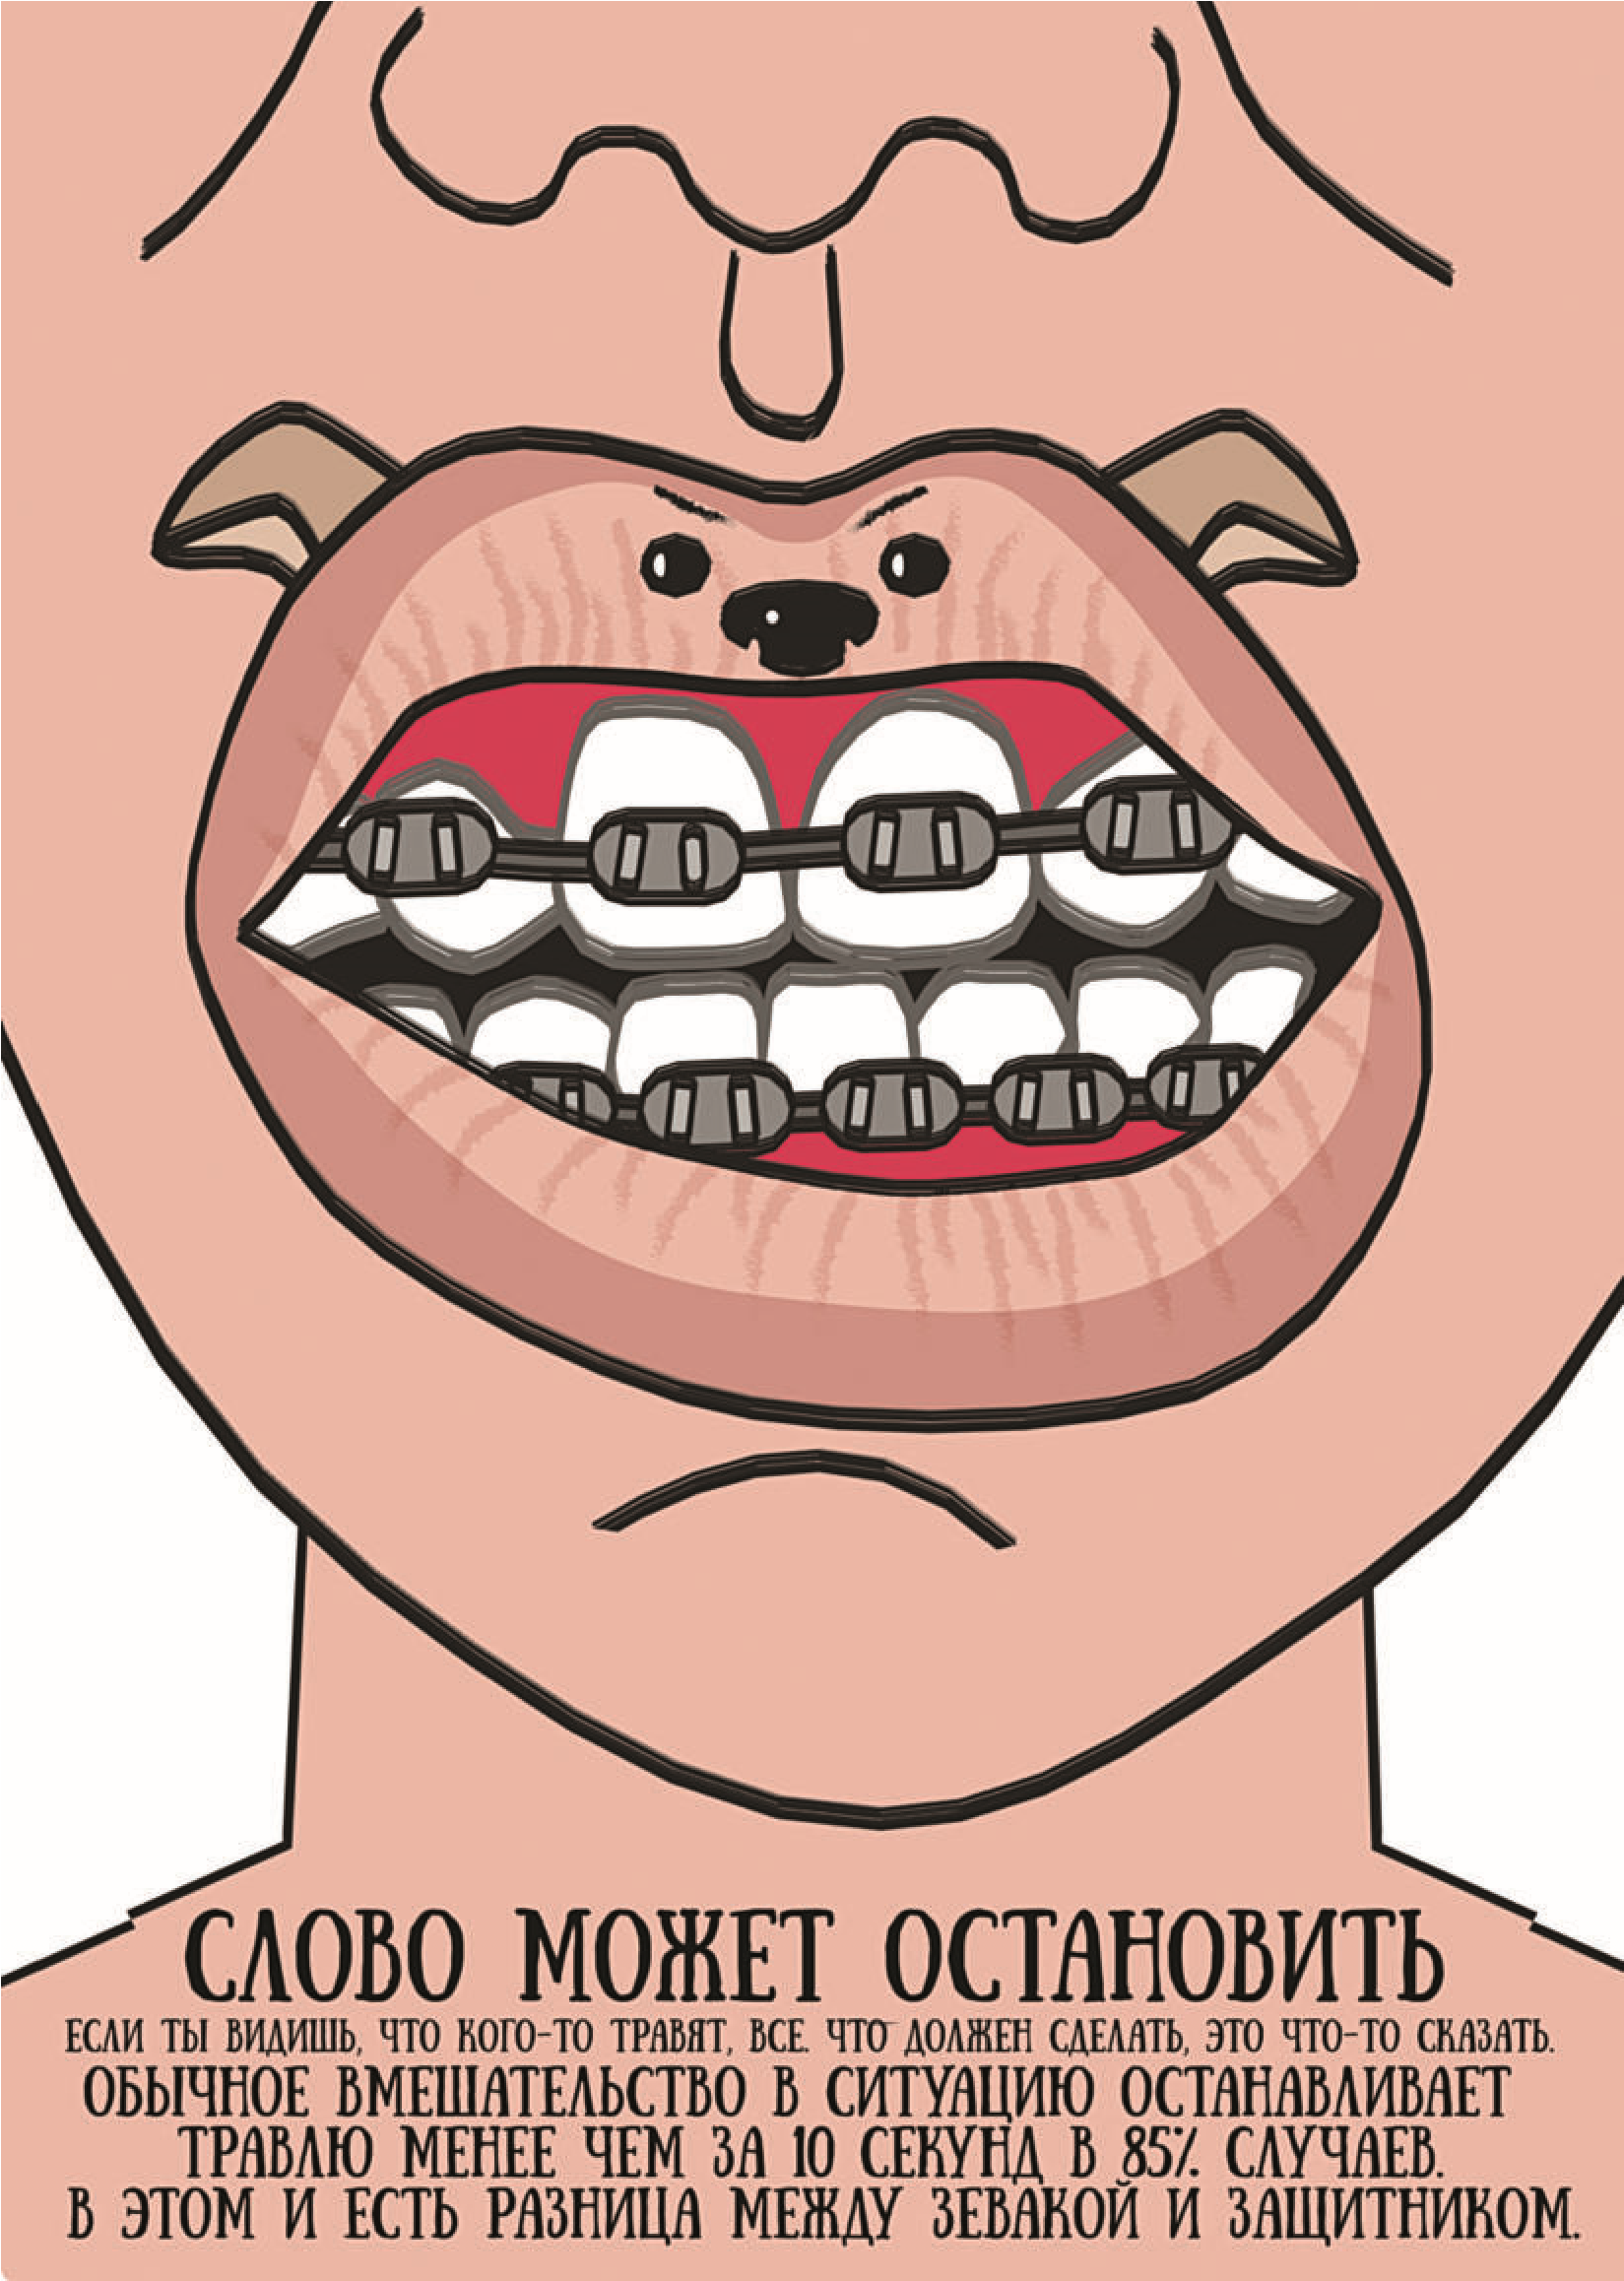 СЛОВО МОЖЕТ ОСТАНОВИТЬ
ЕСЛИ ТЫ ВИДИШЬ, ЧТО КОГО-ТО ТРАВЯТ, ВСЕ. ЧТО ДОЛЖЕН СДЕЛАТЬ, ЭТО ЧТО-ТО СКАЗАТЬ.
ОБЫЧНОЕ ВМЕШАТЕЛЬСТВО В СИТУАЦИЮ ОСТАНАВЛИВАЕТ
ТРАВЛЮ МЕНЕЕ ЧЕМ ЗА 10 СЕКУНД В 85% СЛУЧАЕВ.
В ЭТОМ И ЕСТЬ РАЗНИЦА МЕЖДУ ЗЕВАКОЙ И ЗАЩИТНИКОМ.